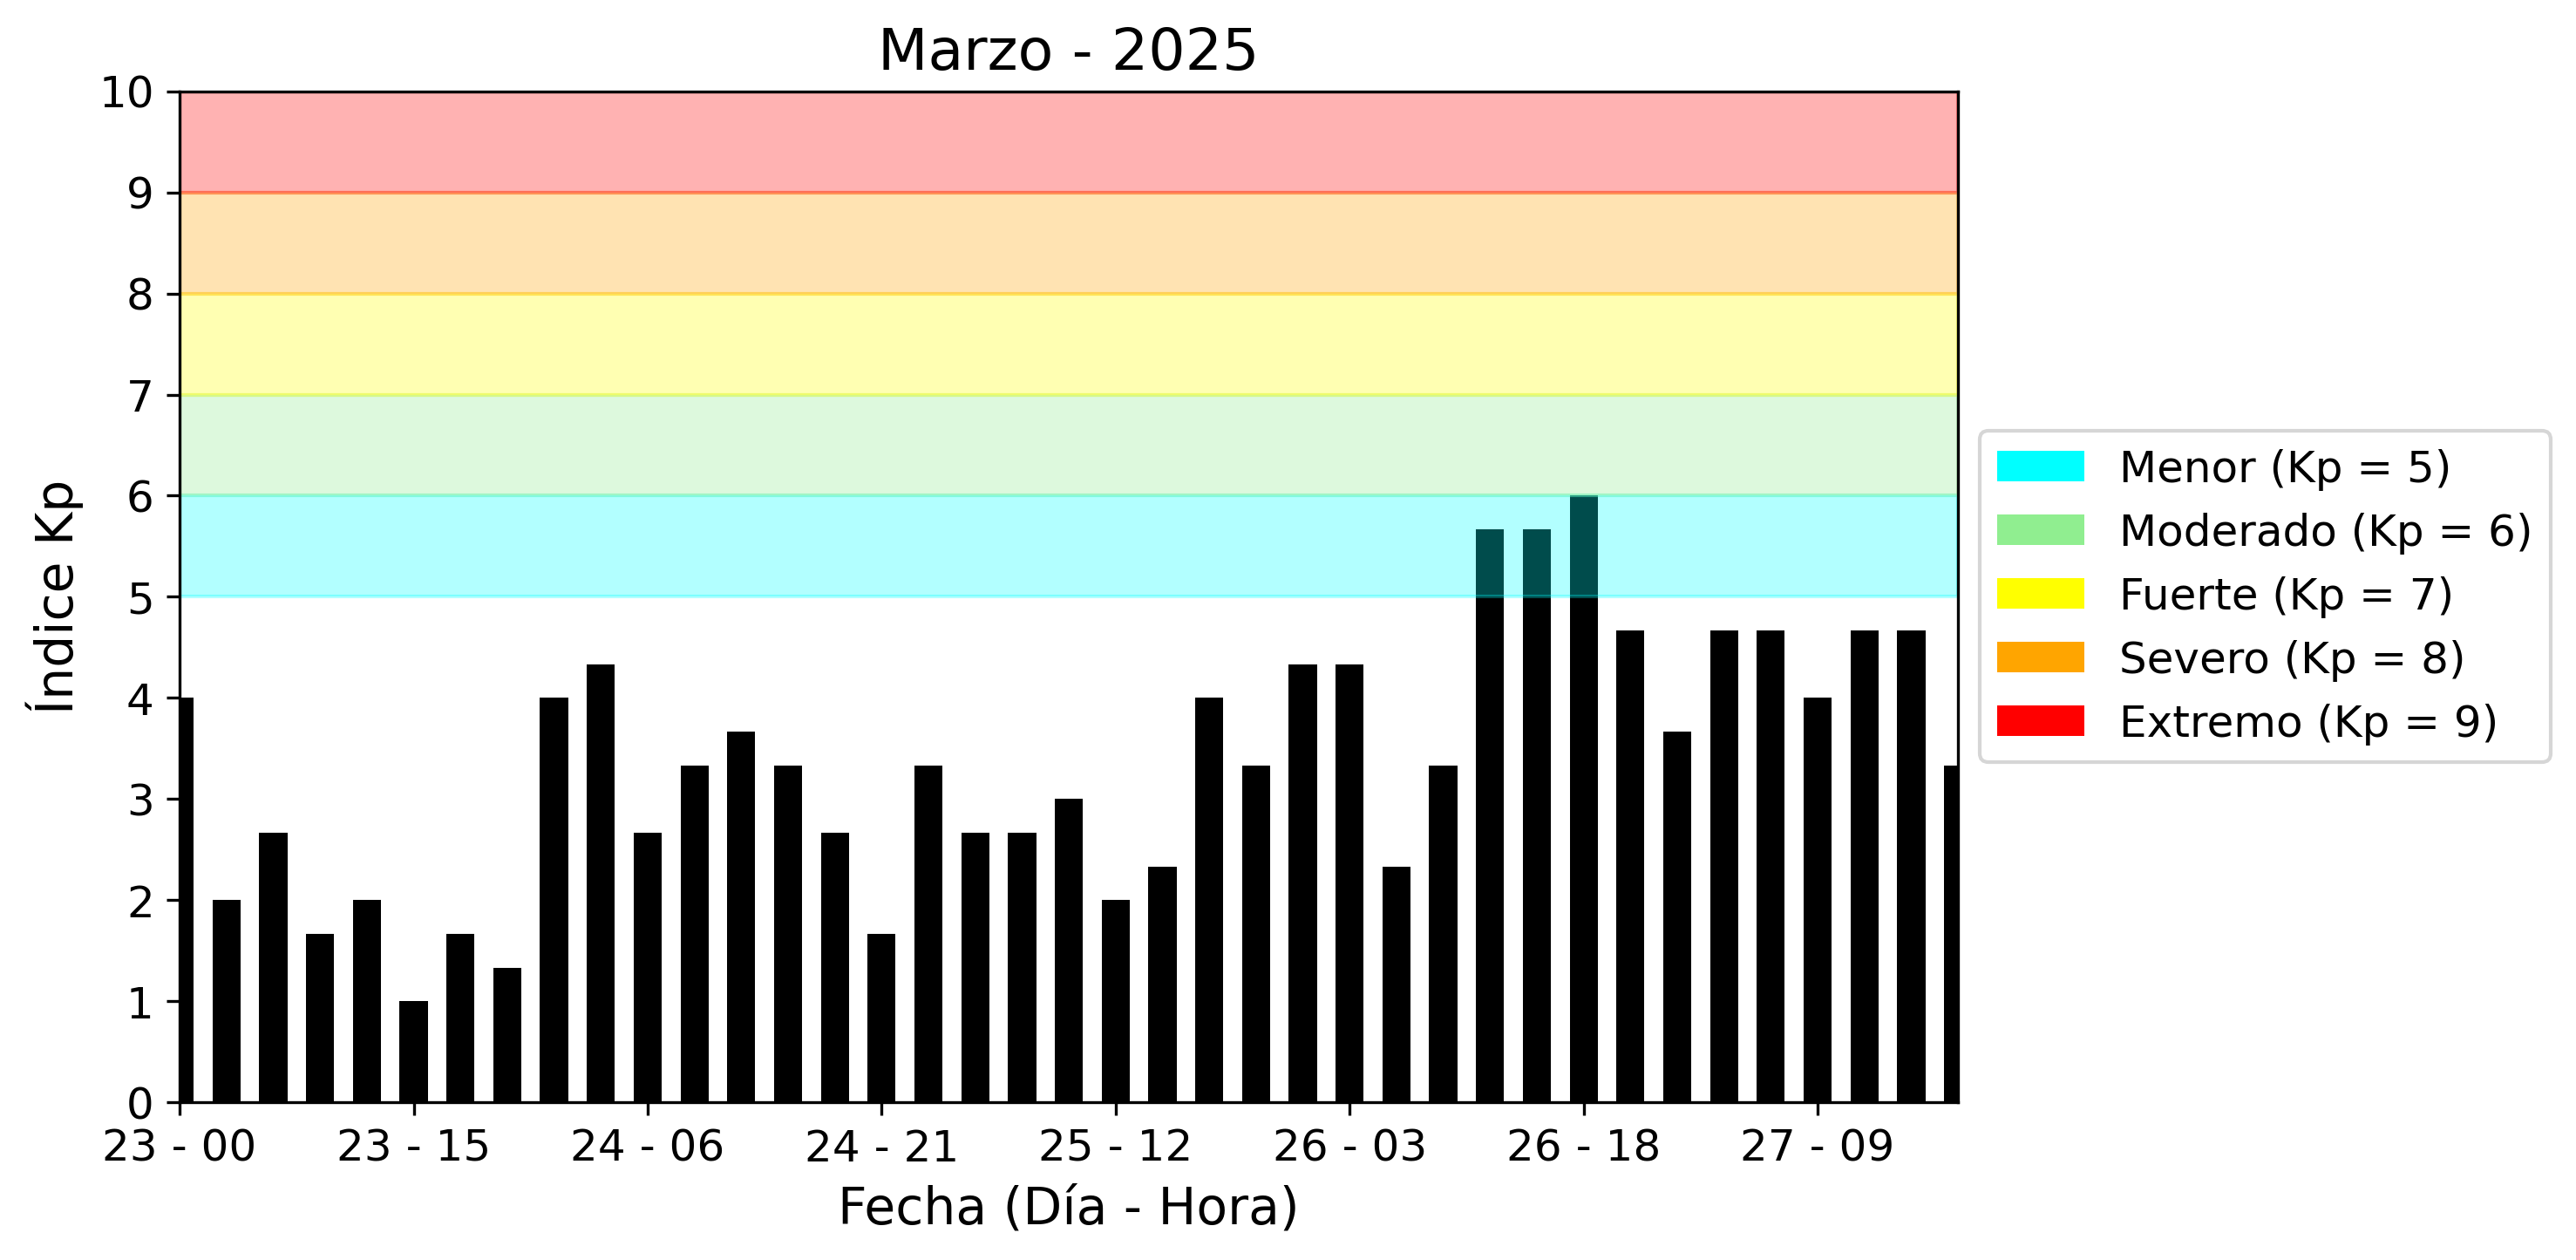 Marzo - 2025
Índice Kp
10
9
8
7
6
5
4
3
2
1
0
23 - 00
23 - 15
24 - 06
24 - 21
25 - 12
26 - 03
26 - 18
27 - 09
Fecha (Día - Hora)
Menor (Kp = 5)
Moderado (Kp = 6)
Fuerte (Kp = 7)
Severo (Kp = 8)
Extremo (Kp = 9)